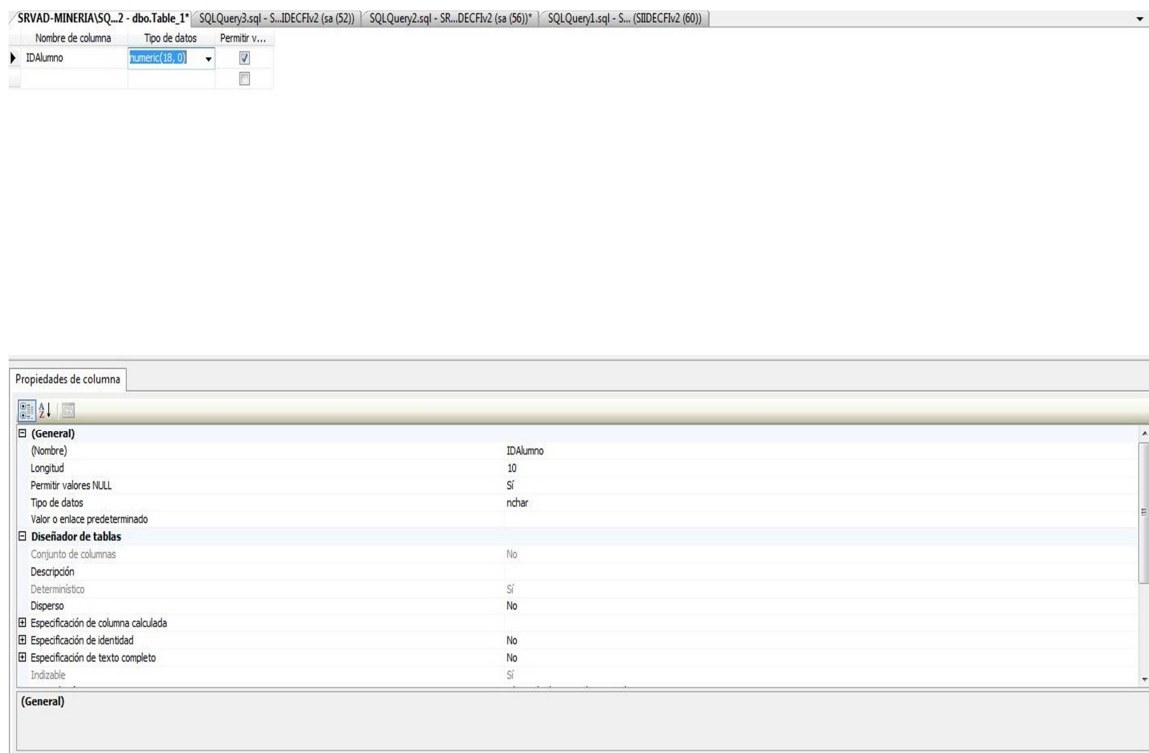 SRVAD-MINERIA\SQ...2 - dbo.Table_1* SQLQuery3.sql - S...IDECFIv2 (sa (52)) SQLQuery2.sql - SR...DECFIv2 (sa (56))* SQLQuery1.sql - S... (SIIDECFIv2 (60))
Nombre de columna Tipo de datos Permitir v...
IDAlumno numeric(18, 0)
Propiedades de columna
(General)
(Nombre) IDAlumno
Longitud 10
Permitir valores NULL Sí
Tipo de datos nchar
Valor o enlace predeterminado
Diseñador de tablas
Conjunto de columnas No
Descripción
Determinístico Sí
Disperso No
Especificación de columna calculada
Especificación de identidad No
Especificación de texto completo No
Indizable Sí
(General)